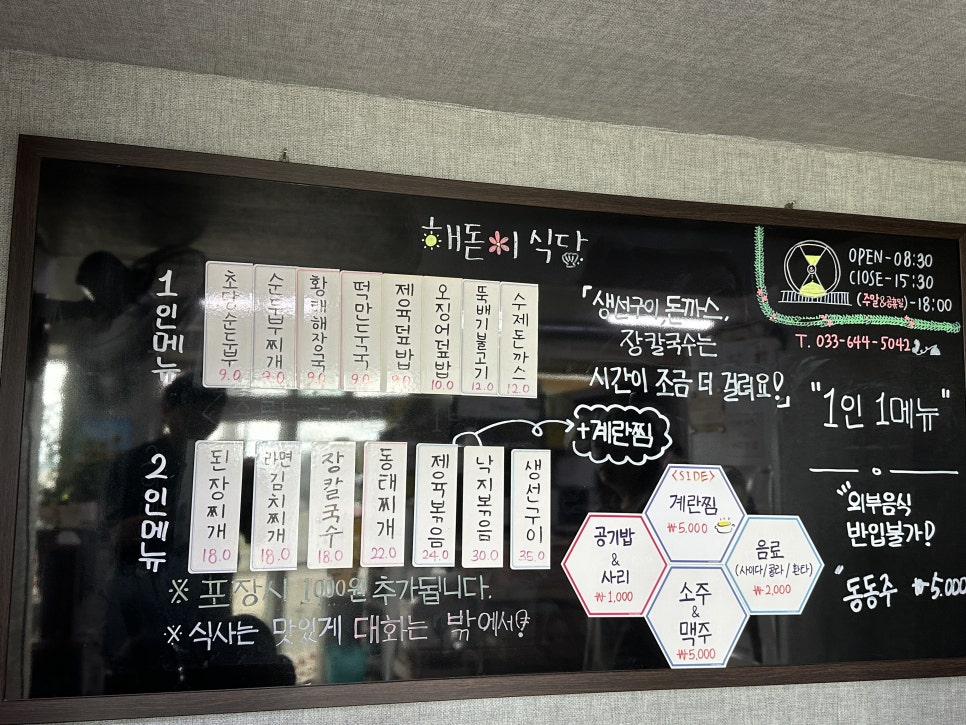 해돋이 식당
OPEN-08:30
ClOSE-15:30
(주말&공휴일)-18:00
T. 033-644-5042
1인메뉴
초당순두부 9.0
순두부찌개 9.0
황태해장국 9.0
떡만두국 9.0
제육덮밥 9.0
오징어덮밥 10.0
뚝배기불고기 12.0
수제돈까스 12.0
「생선구이, 돈까스,
장칼국수는
시간이 조금 더 걸려요!」
"1인 1메뉴"
2인메뉴
된장찌개 18.0
라면김치찌개 18.0
장칼국수 18.0
동태찌개 22.0
제육볶음 24.0
낙지볶음 30.0
생선구이 35.0
+계란찜
<SIDE>
계란찜
₩5,000
공기밥
&
사리
₩1,000
음료
(사이다/콜라/환타)
₩2,000
소주
&
맥주
₩5,000
"외부음식
반입불가!
"동동주 ₩5,000
※ 포장시 1000원 추가됩니다.
※ 식사는 맛있게 대화는 밖에서!